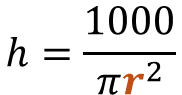 h = 1000 / πr²